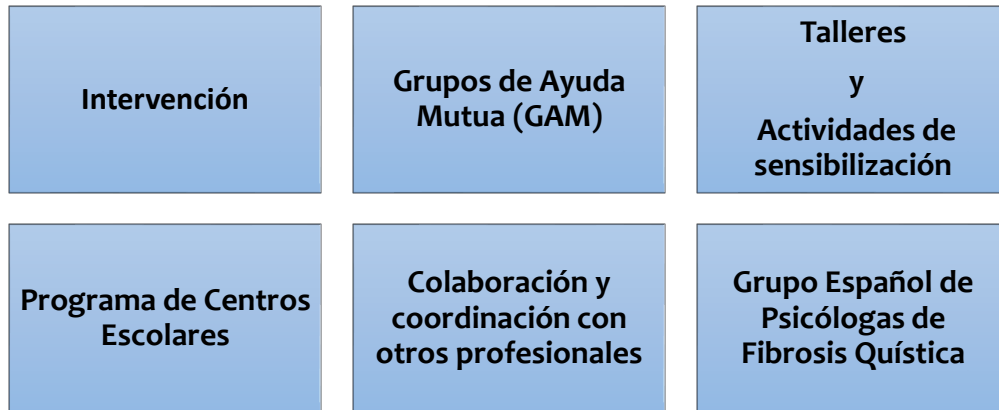 Intervención
Grupos de Ayuda
Mutua (GAM)
Talleres
y
Actividades de
sensibilización
Programa de Centros
Escolares
Colaboración y
coordinación con
otros profesionales
Grupo Español de
Psicólogas de
Fibrosis Quística